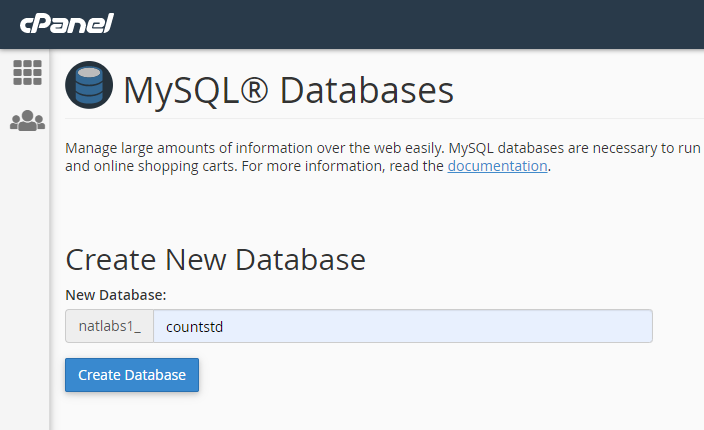 cPanel
MySQL® Databases
Manage large amounts of information over the web easily. MySQL databases are necessary to run
and online shopping carts. For more information, read the documentation.
Create New Database
New Database:
natlabs1_ countstd
Create Database